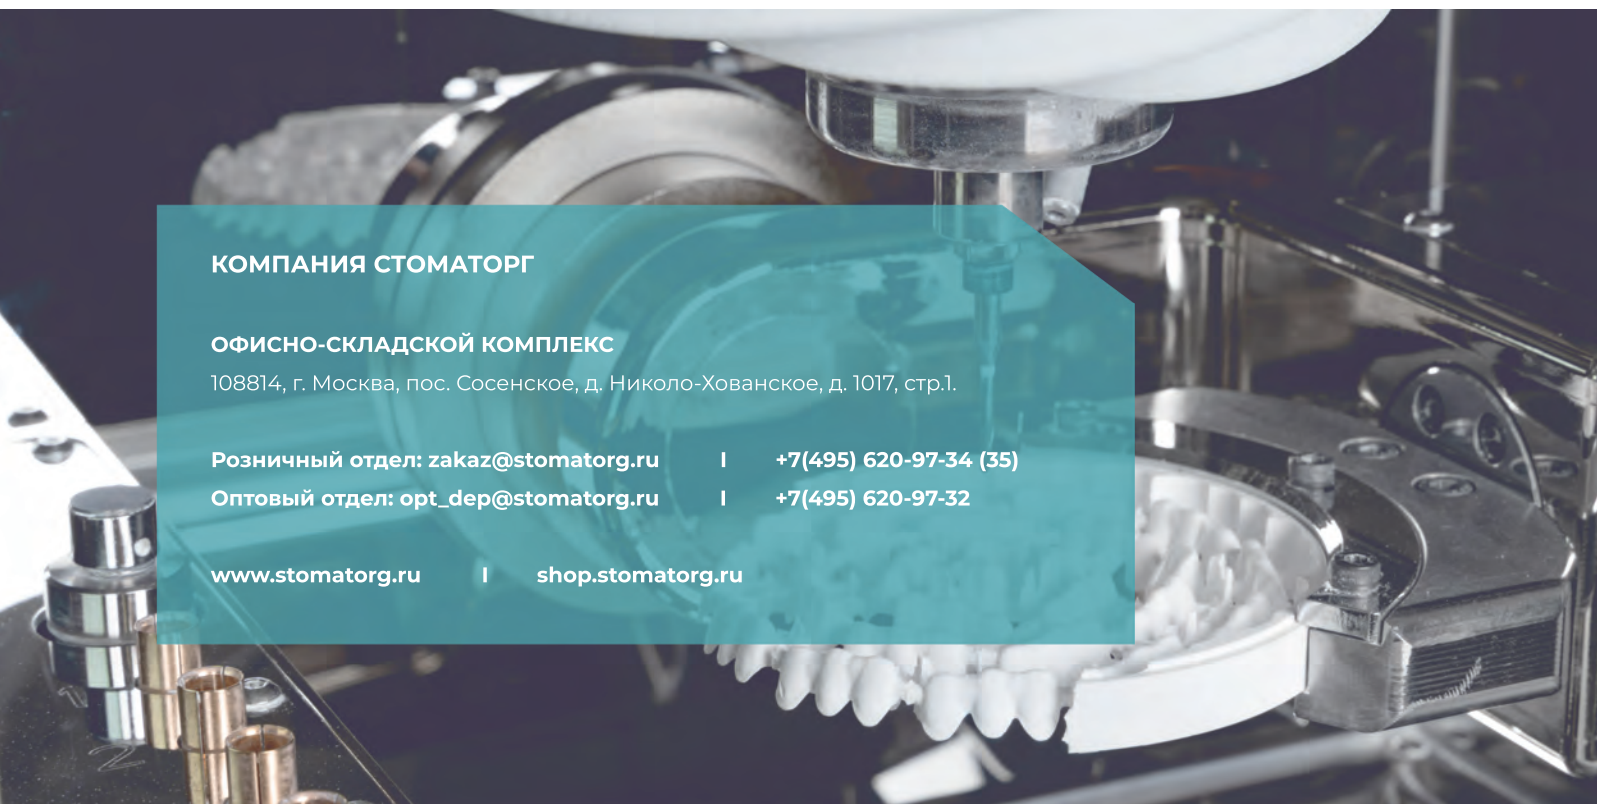 КОМПАНИЯ СТОМАТОРГ
ОФИСНО-СКЛАДСКОЙ КОМПЛЕКС
108814, г. Москва, пос. Сосенское, д. Николо-Хованское, д. 1017, стр.1.
Розничный отдел: zakaz@stomatorg.ru I +7(495) 620-97-34 (35)
Оптовый отдел: opt_dep@stomatorg.ru I +7(495) 620-97-32
www.stomatorg.ru I shop.stomatorg.ru
1
2